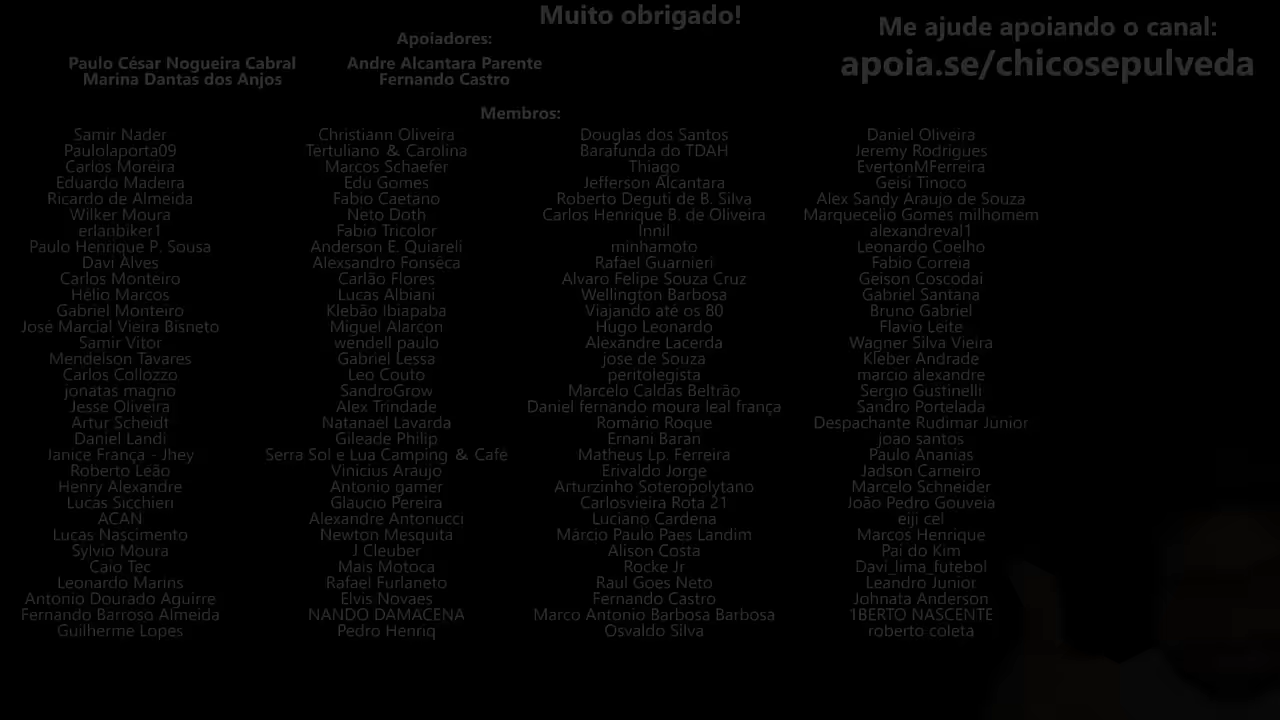 Muito obrigado!
Me ajude apoiando o canal:
apoia.se/chicosepulveda
Apoiadores:
Paulo César Nogueira Cabral
Marina Dantas dos Anjos
Andre Alcantara Parente
Fernando Castro
Membros:
Samir Nader
Paulolaporta09
Carlos Moreira
Eduardo Madeira
Ricardo de Almeida
Wilker Moura
erlanbiker1
Paulo Henrique P. Sousa
Davi Alves
Carlos Monteiro
Hélio Marcos
Gabriel Monteiro
José Marcial Vieira Bisneto
Samir Vitor
Mendelson Tavares
Carlos Collozzo
jonatas magno
Jesse Oliveira
Artur Scheidt
Daniel Landi
Janice França - Jhey
Roberto Leão
Henry Alexandre
Lucas Sicchieri
ACAN
Lucas Nascimento
Sylvio Moura
Caio Tec
Leonardo Marins
Antonio Dourado Aguirre
Fernando Barroso Almeida
Guilherme Lopes
Christiann Oliveira
Tertuliano & Carolina
Marcos Schaefer
Edu Gomes
Fabio Caetano
Neto Doth
Fabio Tricolor
Anderson E. Quiareli
Alexsandro Fonsêca
Carlão Flores
Lucas Albiani
Klebão Ibiapaba
Miguel Alarcon
wendell paulo
Gabriel Lessa
Leo Couto
SandroGrow
Alex Trindade
Natanael Lavarda
Gileade Philip
Serra Sol e Lua Camping & Café
Vinicius Araujo
Antonio gamer
Glaucio Pereira
Alexandre Antonucci
Newton Mesquita
J Cleuber
Mais Motoca
Rafael Furlaneto
Elvis Novaes
NANDO DAMACENA
Pedro Henriq
Douglas dos Santos
Barafunda do TDAH
Thiago
Jefferson Alcantara
Roberto Deguti de B. Silva
Carlos Henrique B. de Oliveira
Innil
minhamoto
Rafael Guarnieri
Alvaro Felipe Souza Cruz
Wellington Barbosa
Viajando até os 80
Hugo Leonardo
Alexandre Lacerda
jose de Souza
peritolegista
Marcelo Caldas Beltrão
Daniel fernando moura leal frança
Romário Roque
Ernani Baran
Matheus Lp. Ferreira
Erivaldo Jorge
Arturzinho Soteropolytano
Carlosvieira Rota 21
Luciano Cardena
Márcio Paulo Paes Landim
Alison Costa
Rocke Jr
Raul Goes Neto
Fernando Castro
Marco Antonio Barbosa Barbosa
Osvaldo Silva
Daniel Oliveira
Jeremy Rodrigues
EvertonMFerreira
Geisi Tinoco
Alex Sandy Araujo de Souza
Marquecelio Gomes milhomem
alexandreval1
Leonardo Coelho
Fabio Correia
Geison Coscodai
Gabriel Santana
Bruno Gabriel
Flavio Leite
Wagner Silva Vieira
Kleber Andrade
marcio alexandre
Sergio Gustinelli
Sandro Portelada
Despachante Rudimar Júnior
joao santos
Paulo Ananias
Jadson Carneiro
Marcelo Schneider
João Pedro Gouveia
eiji cel
Marcos Henrique
Pai do Kim
Davi_lima_futebol
Leandro Junior
Johnata Anderson
1BERTO NASCENTE
roberto coleta